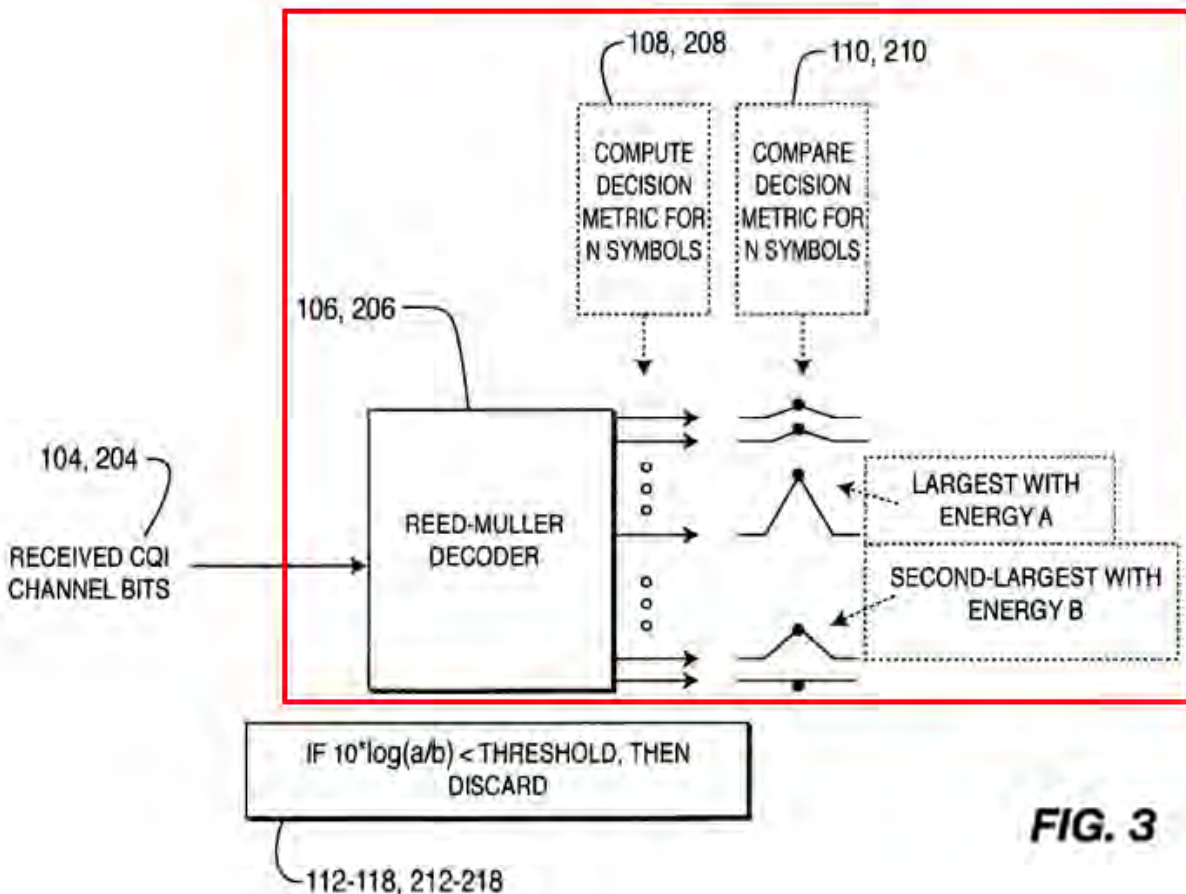 108, 208
110, 210
COMPUTE
DECISION
METRIC FOR
N SYMBOLS
COMPARE
DECISION
METRIC FOR
N SYMBOLS
106, 206
104, 204
RECEIVED CQI
CHANNEL BITS
REED-MULLER
DECODER
LARGEST WITH
ENERGY A
SECOND-LARGEST WITH
ENERGY B
IF 10*log(a/b) < THRESHOLD, THEN
DISCARD
FIG. 3
112-118, 212-218